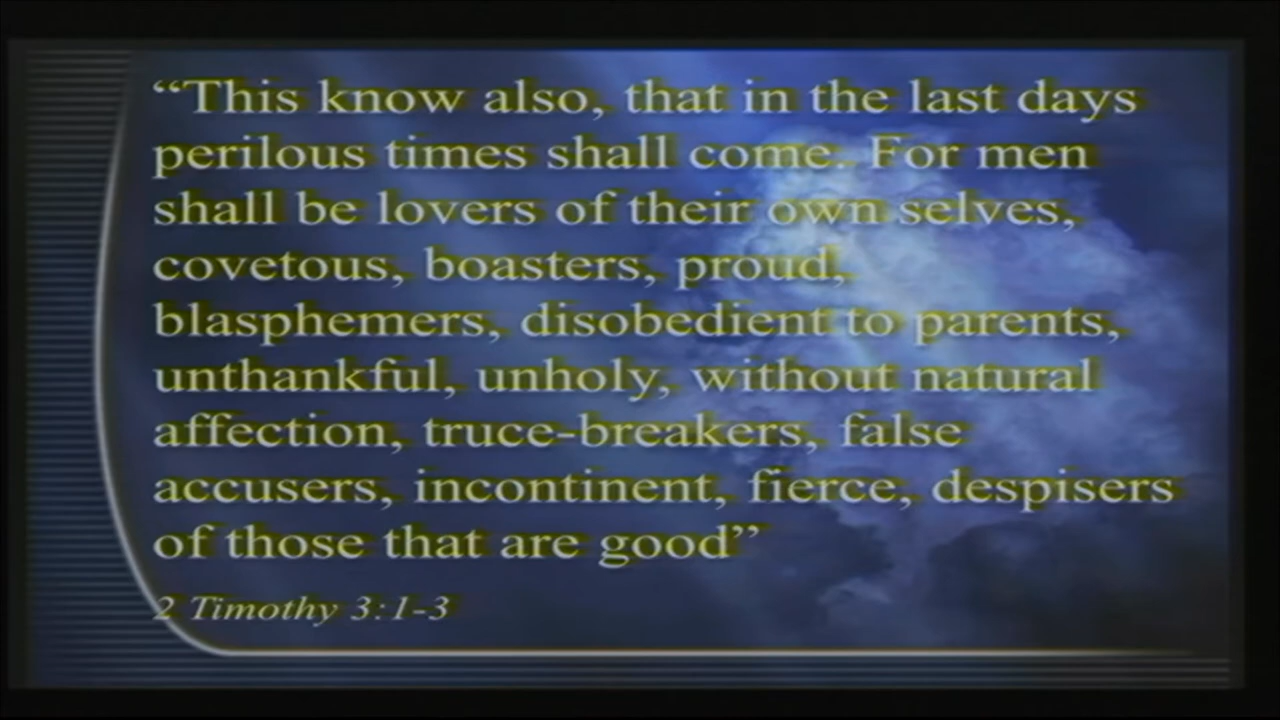 “This know also, that in the last days
perilous times shall come. For men
shall be lovers of their own selves,
covetous, boasters, proud,
blasphemers, disobedient to parents,
unthankful, unholy, without natural
affection, truce-breakers, false
accusers, incontinent, fierce, despisers
of those that are good”
2 Timothy 3:1-3